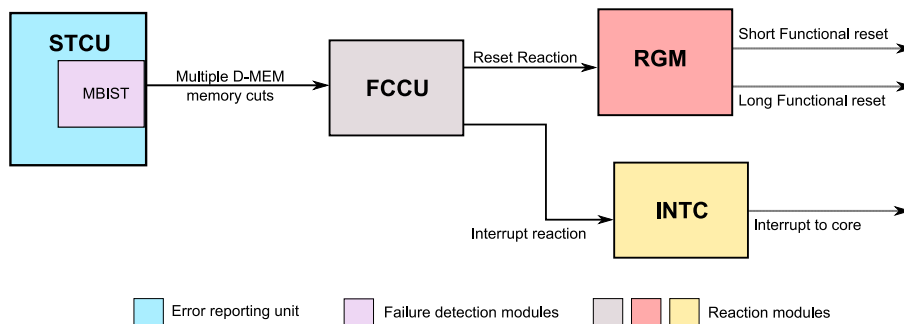 STCU
MBIST
Multiple D-MEM
memory cuts
FCCU
Reset Reaction
RGM
Short Functional reset
Long Functional reset
Interrupt reaction
INTC
Interrupt to core
Error reporting unit
Failure detection modules
Reaction modules